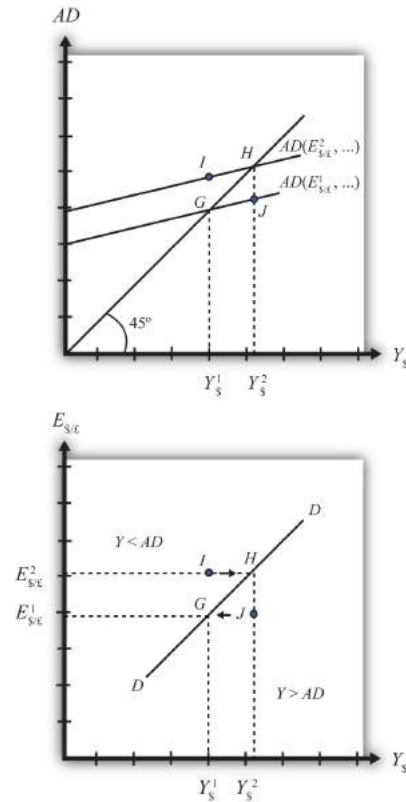 AD
I
H
AD(E²$/£, ...)
AD(E¹$/£, ...)
G
J
45°
Y$
Y¹$ Y²$
E$/£
D
Y < AD
I
H
E²$/£
G
J
E¹$/£
D
Y > AD
Y$
Y¹$ Y²$